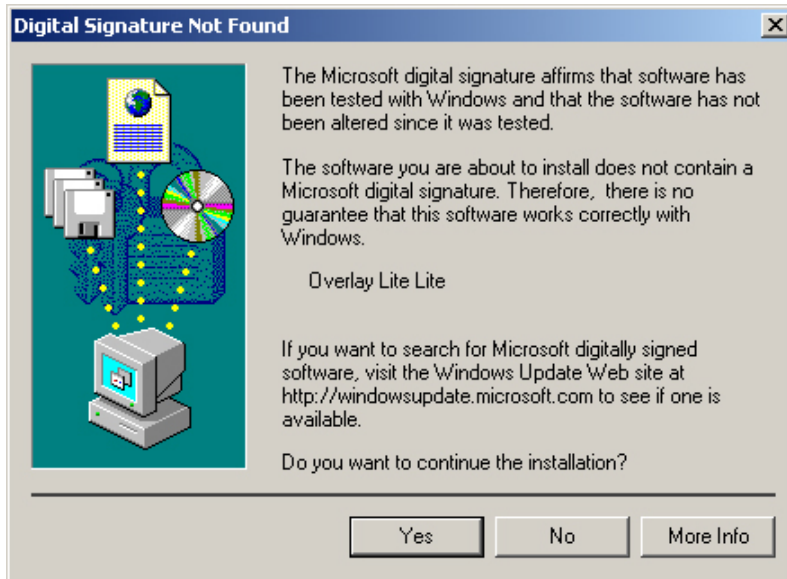 Digital Signature Not Found
The Microsoft digital signature affirms that software has
been tested with Windows and that the software has not
been altered since it was tested.
The software you are about to install does not contain a
Microsoft digital signature. Therefore,  there is no
guarantee that this software works correctly with
Windows.
Overlay Lite Lite
If you want to search for Microsoft digitally signed
software, visit the Windows Update Web site at
http://windowsupdate.microsoft.com to see if one is
available.
Do you want to continue the installation?
Yes
No
More Info